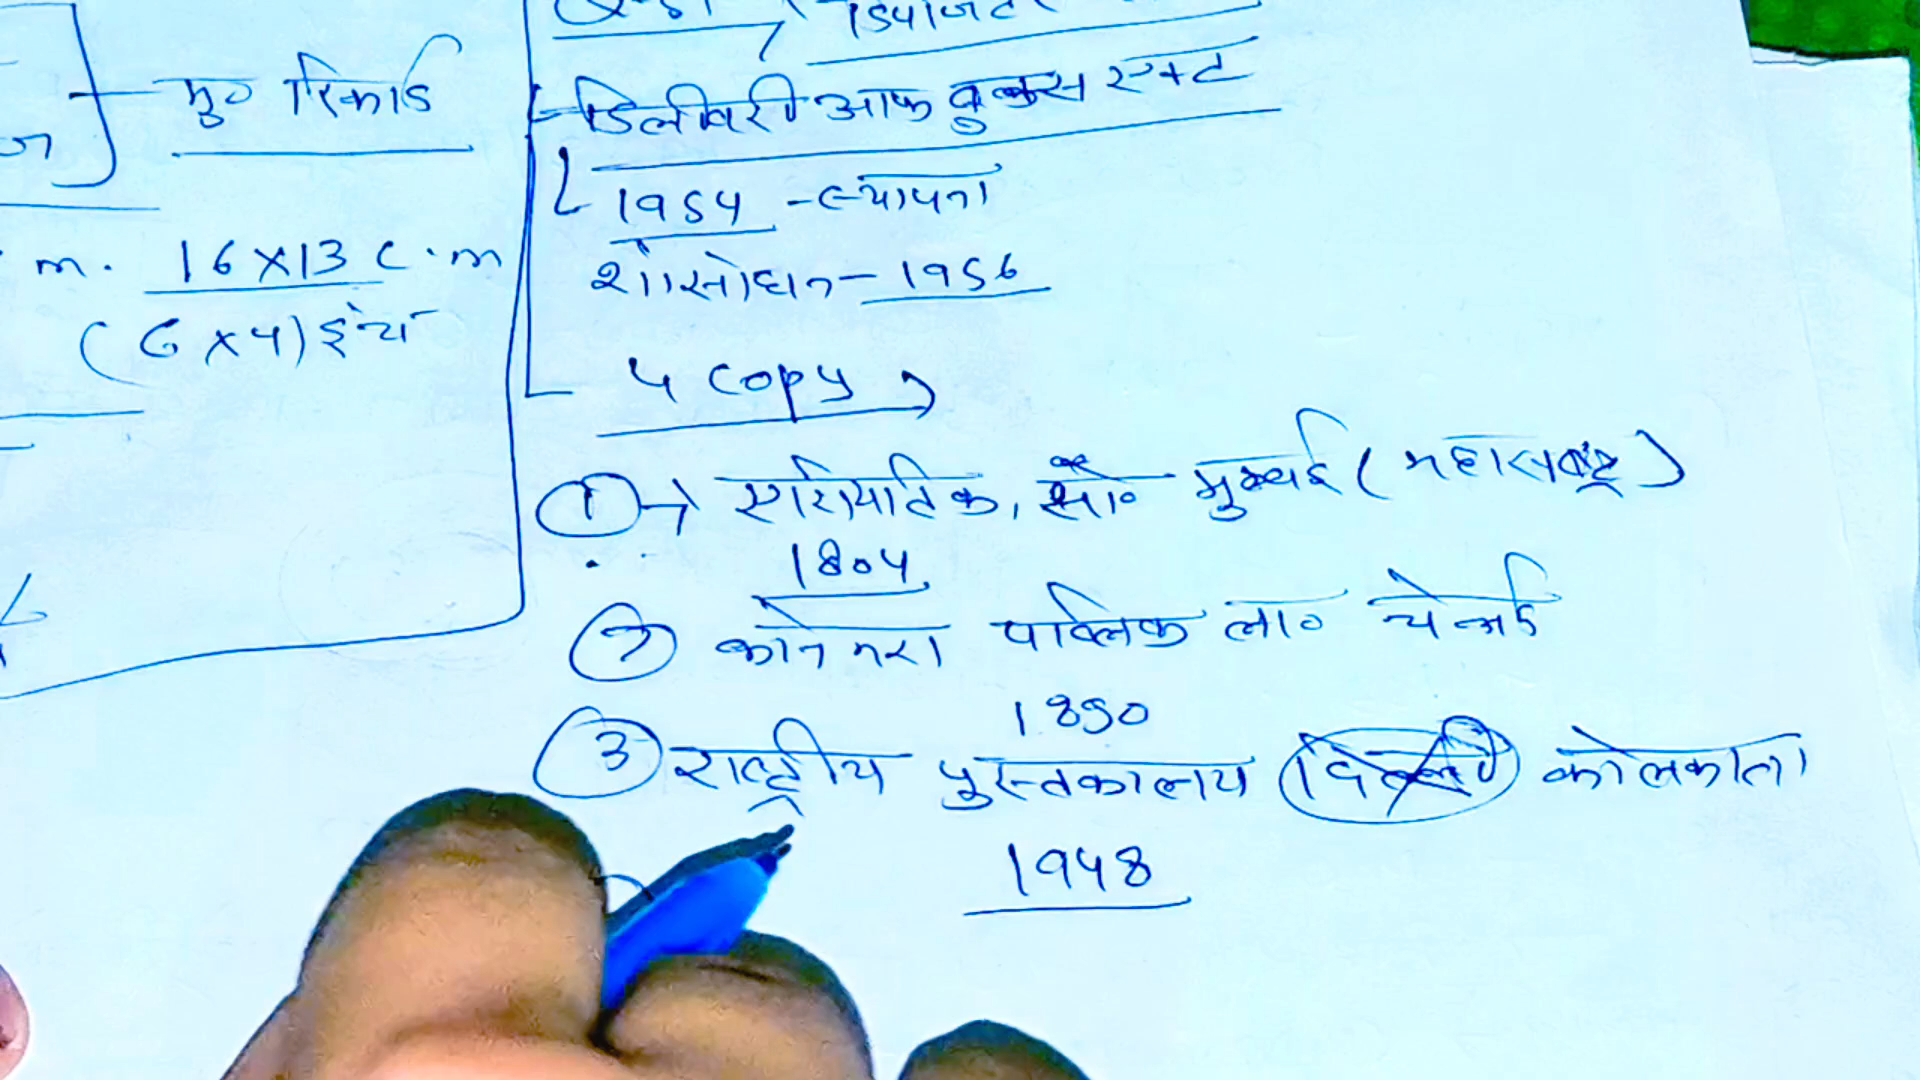 मु० रिकार्ड
m. 16×13 c.m
(6×4) इंच
डिपोजिट
डिलीवरी आफ बुक्स एक्ट
1954 - स्थापना
शंसोधन - 1956
4 copy
① → एशियाटिक, सो० मुम्बई (महाराष्ट्र)
1804
② कोनमरा पब्लिक ला० चेन्नई
1890
③ राष्ट्रीय पुस्तकालय दिल्ली कोलकाता
1948